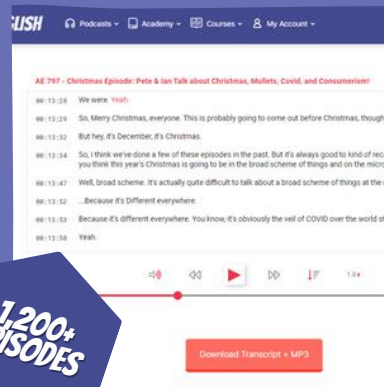 LISH Podcasts Academy Courses My Account
AE 797 - Christmas Episode: Pete & Ian Talk about Christmas, Mullets, Covid, and Consumerism!
00:13:28 We were. Yeah.
00:13:29 So, Merry Christmas, everyone. This is probably going to come out before Christmas, though
00:13:32 But hey, it's December, it's Christmas.
00:13:34 So, I think we've done a few of these episodes in the past. But it's always good to kind of
you think this year's Christmas is going to be in the broad scheme of things and on the
00:13:47 Well, broad scheme. It's actually quite difficult to talk about a broad scheme of things at the
00:13:52 ...Because it's Different everywhere.
00:13:53 Because it's different everywhere. You know, it's obviously the veil of COVID over the world
00:13:58 Yeah.
1.0x
1,200+
ISODES
Download Transcript + MP3